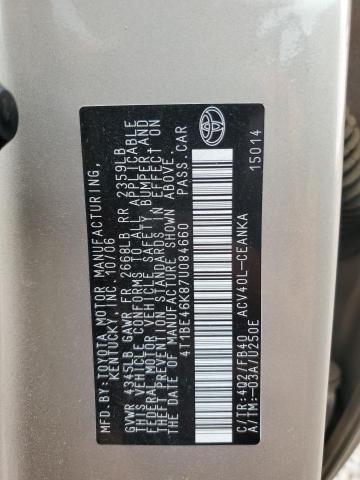 MFD.BY:TOYOTA MOTOR MANUFACTURING,
KENTUCKY, INC. 10/06
GVWR 4345LB GAWR FR 2668LB RR 2359LB
THIS VEHICLE CONFORMS TO ALL APPLICABLE
FEDERAL MOTOR VEHICLE SAFETY, BUMPER AND
THEFT PREVENTION STANDARDS IN EFFECT ON
THE DATE OF MANUFACTURE SHOWN ABOVE.
4T1BE46K87U084660 PASS.CAR
C/TR:4Q2/FB40 ACV40L-CEANKA
A/TM:-03A/U250E 15014